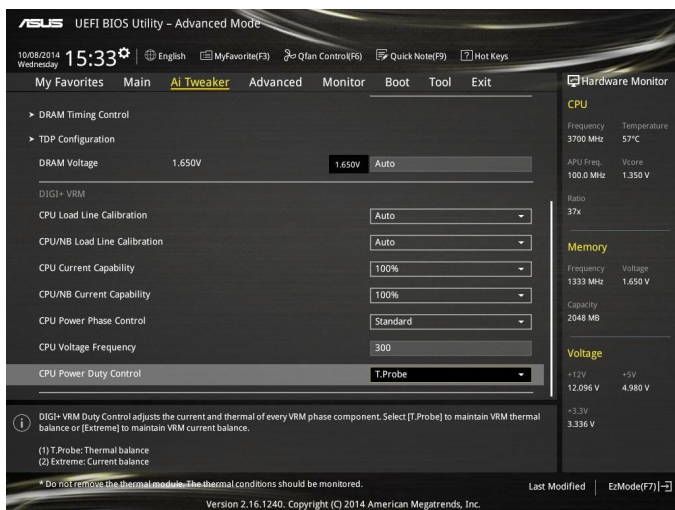 ASUS UEFI BIOS Utility – Advanced Mode
10/08/2014 Wednesday 15:33 English MyFavorite(F3) Qfan Control(F6) Quick Note(F9) ? Hot Keys
My Favorites Main Ai Tweaker Advanced Monitor Boot Tool Exit
Hardware Monitor
> DRAM Timing Control
> TDP Configuration
DRAM Voltage 1.650V 1.650V Auto
DIGI+ VRM
CPU Load Line Calibration Auto
CPU/NB Load Line Calibration Auto
CPU Current Capability 100%
CPU/NB Current Capability 100%
CPU Power Phase Control Standard
CPU Voltage Frequency 300
CPU Power Duty Control T.Probe
DIGI+ VRM Duty Control adjusts the current and thermal of every VRM phase component. Select [T.Probe] to maintain VRM thermal
balance or [Extreme] to maintain VRM current balance.
(1) T.Probe: Thermal balance
(2) Extreme: Current balance
* Do not remove the thermal module. The thermal conditions should be monitored.
CPU
Frequency Temperature
3700 MHz 57°C
APU Freq. Vcore
100.0 MHz 1.350 V
Ratio
37x
Memory
Frequency Voltage
1333 MHz 1.650 V
Capacity
2048 MB
Voltage
+12V +5V
12.096 V 4.980 V
+3.3V
3.336 V
Last Modified EzMode(F7)
Version 2.16.1240. Copyright (C) 2014 American Megatrends, Inc.